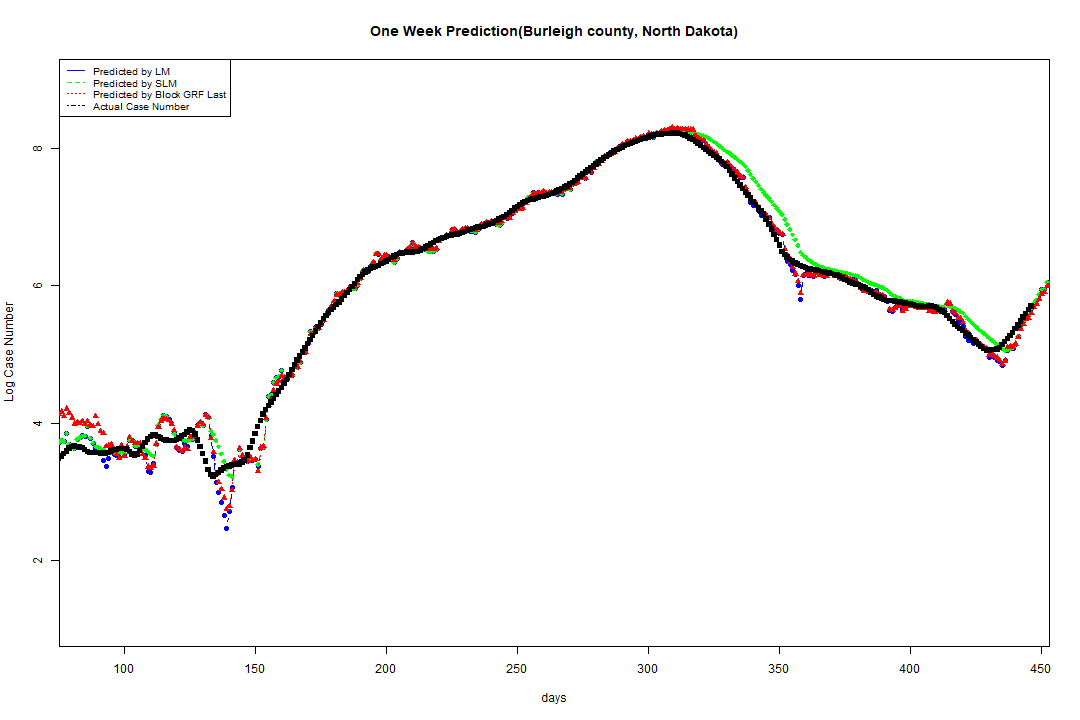 One Week Prediction(Burleigh county, North Dakota)
Predicted by LM
Predicted by SLM
Predicted by Block GRF Last
Actual Case Number
8
6
4
2
Log Case Number
100 150 200 250 300 350 400 450
days